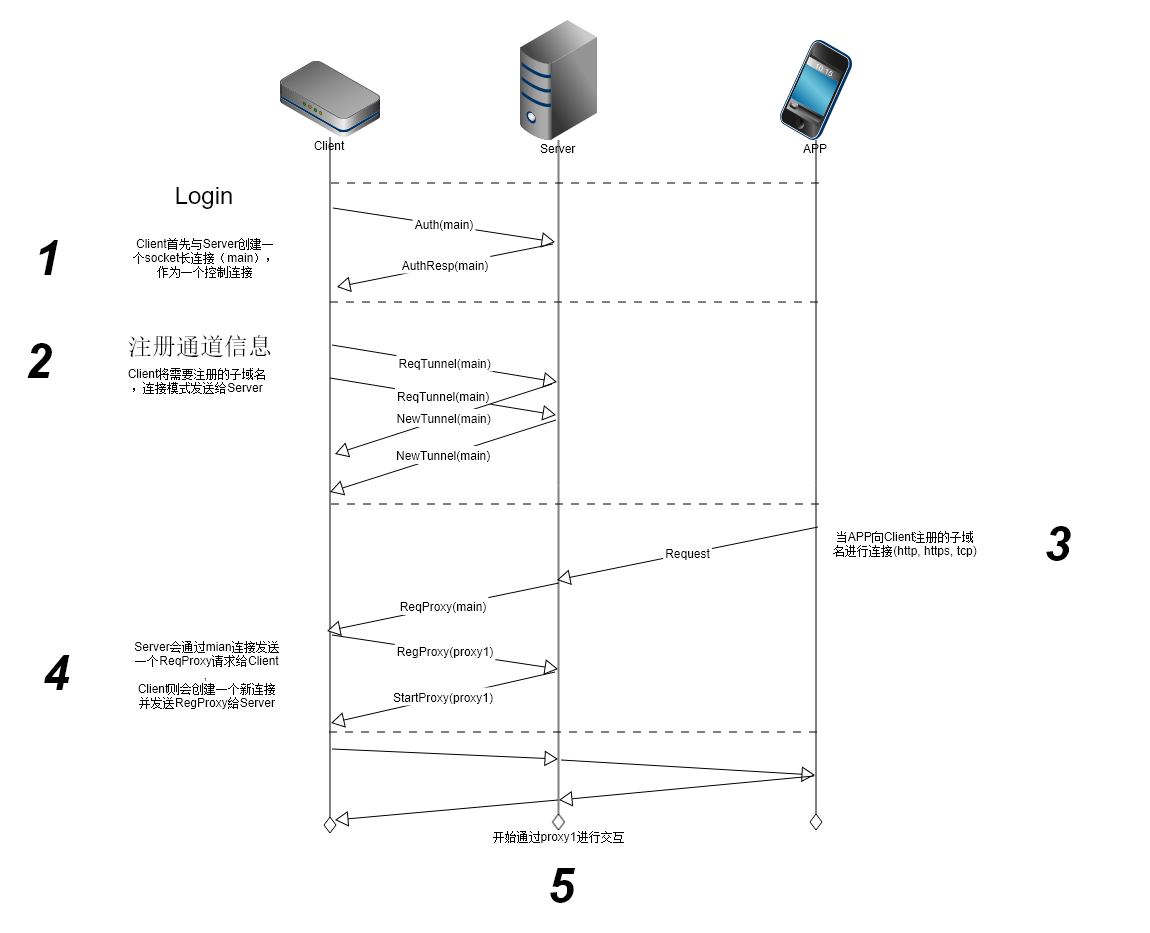 10:15
Client
Server
APP
Login
Auth(main)
1
Client首先与Server创建一
个socket长连接（main），
作为一个控制连接
AuthResp(main)
2
注册通道信息
Client将需要注册的子域名
，连接模式发送给Server
ReqTunnel(main)
ReqTunnel(main)
NewTunnel(main)
NewTunnel(main)
当APP向Client注册的子域
名进行连接(http, https, tcp)
3
Request
ReqProxy(main)
4
Server会通过mian连接发送
一个ReqProxy请求给Client
，
Client则会创建一个新连接
并发送RegProxy给Server
RegProxy(proxy1)
StartProxy(proxy1)
开始通过proxy1进行交互
5